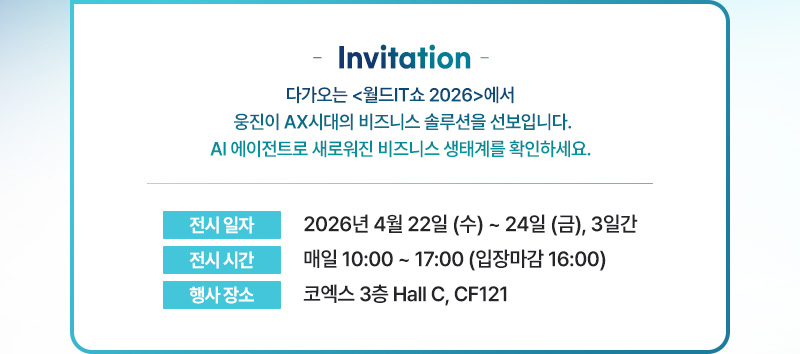 - Invitation -
다가오는 <월드IT쇼 2026>에서
웅진이 AX시대의 비즈니스 솔루션을 선보입니다.
AI 에이전트로 새로워진 비즈니스 생태계를 확인하세요.
전시 일자 2026년 4월 22일 (수) ~ 24일 (금), 3일간
전시 시간 매일 10:00 ~ 17:00 (입장마감 16:00)
행사 장소 코엑스 3층 Hall C, CF121